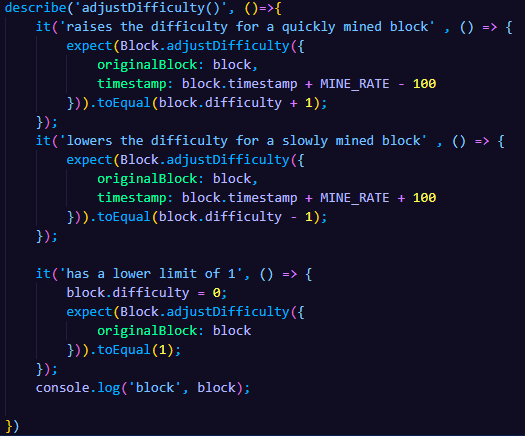 describe('adjustDifficulty()', ()=>{
    it('raises the difficulty for a quickly mined block' , () => {
        expect(Block.adjustDifficulty({
            originalBlock: block,
            timestamp: block.timestamp + MINE_RATE - 100
        })).toEqual(block.difficulty + 1);
    });
    it('lowers the difficulty for a slowly mined block' , () => {
        expect(Block.adjustDifficulty({
            originalBlock: block,
            timestamp: block.timestamp + MINE_RATE + 100
        })).toEqual(block.difficulty - 1);
    });

    it('has a lower limit of 1', () => {
        block.difficulty = 0;
        expect(Block.adjustDifficulty({
            originalBlock: block
        })).toEqual(1);
    });
    console.log('block', block);

})